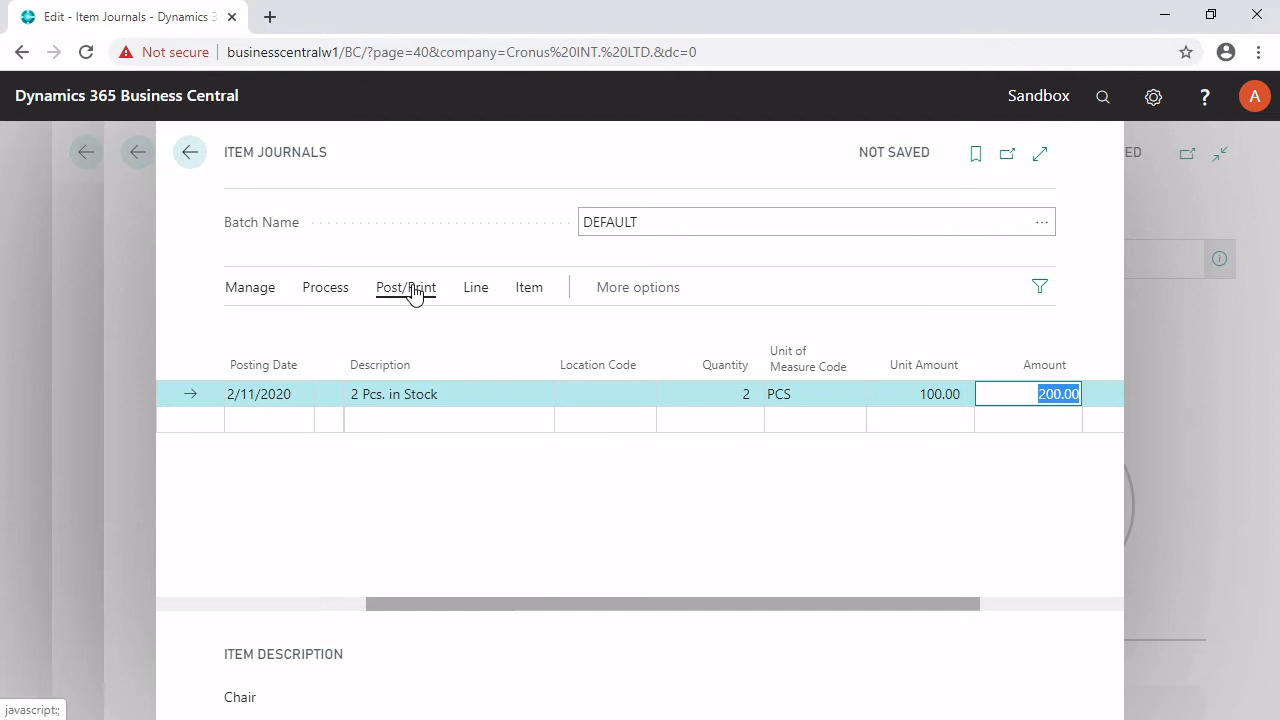 Edit - Item Journals - Dynamics 3
Not secure businesscentralw1/BC/?page=40&company=Cronus%20INT.%20LTD.&dc=0
Dynamics 365 Business Central
Sandbox
?
A
ITEM JOURNALS
NOT SAVED
ED
Batch Name
DEFAULT
Manage Process Post/Print Line Item More options
Posting Date Description Location Code Quantity Unit of Measure Code Unit Amount Amount
2/11/2020 2 Pcs. in Stock 2 PCS 100.00 200.00
ITEM DESCRIPTION
Chair
javascript:;